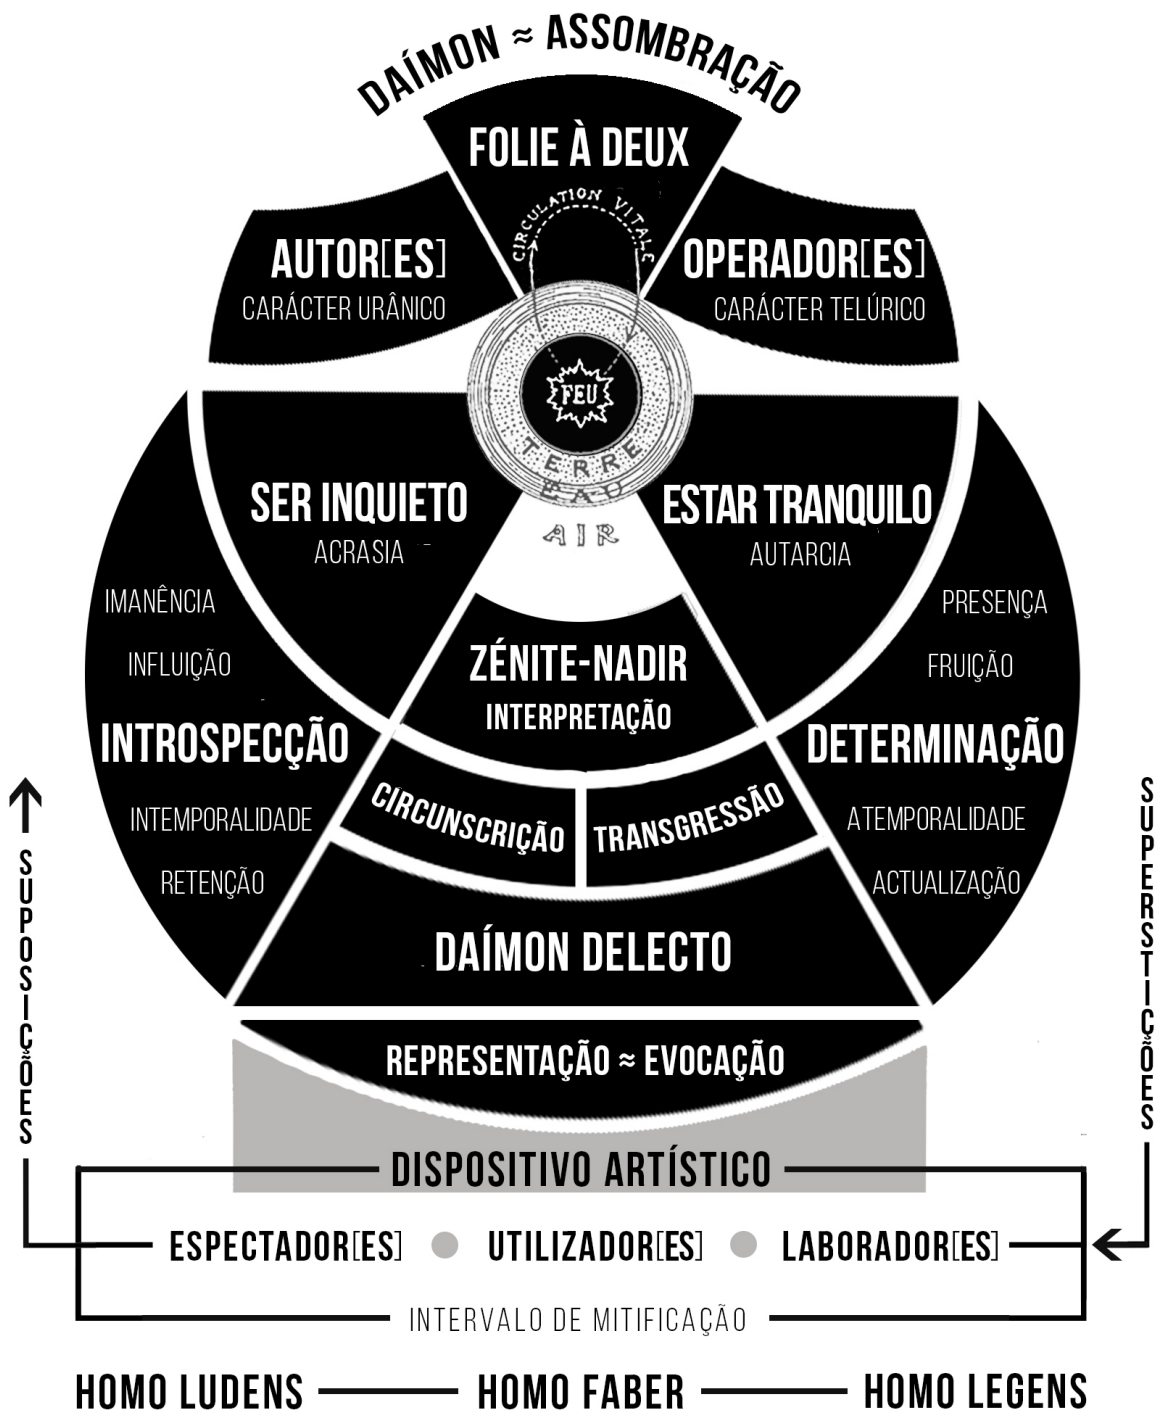 DAÍMON ≈ ASSOMBRAÇÃO
FOLIE À DEUX
CIRCULATION VITALE
AUTOR[ES]
CARÁCTER URÂNICO
OPERADOR[ES]
CARÁCTER TELÚRICO
FEU
TERRE
EAU
AIR
SER INQUIETO
ACRASIA
ESTAR TRANQUILO
AUTARCIA
IMANÊNCIA
INFLUIÇÃO
INTROSPECÇÃO
INTEMPORALIDADE
RETENÇÃO
PRESENÇA
FRUIÇÃO
DETERMINAÇÃO
ATEMPORALIDADE
ACTUALIZAÇÃO
ZÉNITE-NADIR
INTERPRETAÇÃO
CIRCUNSCRIÇÃO
TRANSGRESSÃO
DAÍMON DELECTO
REPRESENTAÇÃO ≈ EVOCAÇÃO
SUPOSIÇÕES
SUPERSTIÇÕES
DISPOSITIVO ARTÍSTICO
ESPECTADOR[ES] ● UTILIZADOR[ES] ● LABORADOR[ES]
INTERVALO DE MITIFICAÇÃO
HOMO LUDENS — HOMO FABER — HOMO LEGENS